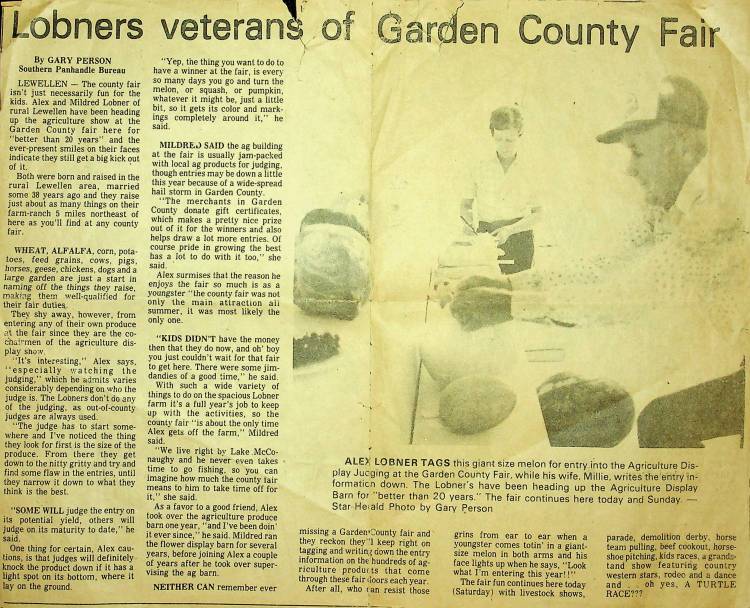 Lobners veterans of Garden County Fair
By GARY PERSON
Southern Panhandle Bureau
LEWELLEN — The county fair
isn't just necessarily fun for the
kids. Alex and Mildred Lobner of
rural Lewellen have been heading
up the agriculture show at the
Garden County fair here for
"better than 20 years" and the
ever-present smiles on their faces
indicate they still get a big kick out
of it.
Both were born and raised in the
rural Lewellen area, married
some 38 years ago and they raise
just about as many things on their
farm-ranch 5 miles northeast of
here as you'll find at any county
fair.
WHEAT, ALFALFA, corn, pota-
toes, feed grains, cows, pigs,
horses, geese, chickens, dogs and a
large garden are just a start in
naming off the things they raise,
making them well-qualified for
their fair duties.
They shy away, however, from
entering any of their own produce
at the fair since they are the co-
chairmen of the agriculture dis-
play show.
"It's interesting," Alex says,
"especially watching the
judging," which he admits varies
considerably depending on who the
judge is. The Lobners don't do any
of the judging, as out-of-county
judges are always used.
"The judge has to start some-
where and I've noticed the thing
they look for first is the size of the
produce. From there they get
down to the nitty gritty and try and
find some flaw in the entries, until
they narrow it down to what they
think is the best.
"SOME WILL judge the entry on
its potential yield, others will
judge on its maturity to date," he
said.
One thing for certain, Alex cau-
tions, is that judges will definitely
knock the product down if it has a
light spot on its bottom, where it
lay on the ground.
"Yep, the thing you want to do to
have a winner at the fair, is every
so many days you go and turn the
melon, or squash, or pumpkin,
whatever it might be, just a little
bit, so it gets its color and mark-
ings completely around it," he
said.
MILDRED SAID the ag building
at the fair is usually jam-packed
with local ag products for judging,
though entries may be down a little
this year because of a wide-spread
hail storm in Garden County.
"The merchants in Garden
County donate gift certificates,
which makes a pretty nice prize
out of it for the winners and also
helps draw a lot more entries. Of
course pride in growing the best
has a lot to do with it too," she
said.
Alex surmises that the reason he
enjoys the fair so much is as a
youngster "the county fair was not
only the main attraction all
summer, it was most likely the
only one.
"KIDS DIDN'T have the money
then that they do now, and oh' boy
you just couldn't wait for that fair
to get here. There were some jim-
dandies of a good time," he said.
With such a wide variety of
things to do on the spacious Lobner
farm it's a full year's job to keep
up with the activities, so the
county fair "is about the only time
Alex gets off the farm," Mildred
said.
"We live right by Lake McCo-
naughy and he never even takes
time to go fishing, so you can
imagine how much the county fair
means to him to take time off for
it," she said.
As a favor to a good friend, Alex
took over the agriculture produce
barn one year, "and I've been doin'
it ever since," he said. Mildred ran
the flower display barn for several
years, before joining Alex a couple
of years after he took over super-
vising the ag barn.
NEITHER CAN remember ever
ALEX LOBNER TAGS this giant size melon for entry into the Agriculture Dis-
play Judging at the Garden County Fair, while his wife, Millie, writes the entry in-
formation down. The Lobner's have been heading up the Agriculture Display
Barn for "better than 20 years." The fair continues here today and Sunday. —
Star-Herald Photo by Gary Person
missing a Garden County fair and
they reckon they'll keep right on
tagging and writing down the entry
information on the hundreds of ag-
riculture products that come
through these fair doors each year.
After all, who can resist those
grins from ear to ear when a
youngster comes totin' in a giant-
size melon in both arms and his
face lights up when he says, "Look
what I'm entering this year!!"
The fair fun continues here today
(Saturday) with livestock shows,
parade, demolition derby, horse
team pulling, beef cookout, horse-
shoe pitching, kids races, a grands-
tand show featuring country
western stars, rodeo and a dance
and . . . oh yes, A TURTLE
RACE???